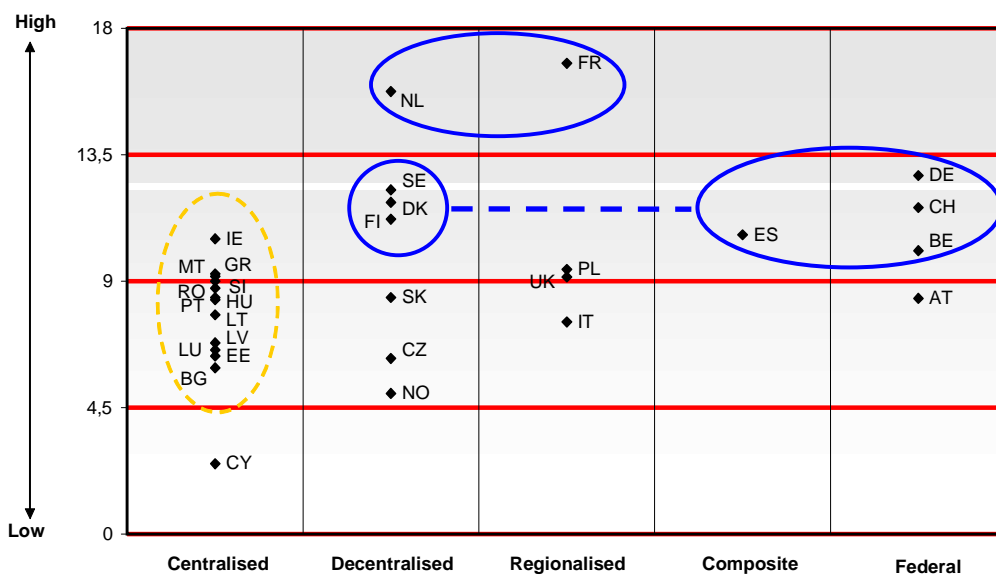 High
18
FR
NL
13,5
SE
DE
DK
CH
FI
ES
IE
BE
MT
GR
PL
9
UK
RO
SI
PT
HU
SK
AT
LT
IT
LV
LU
EE
CZ
BG
NO
4,5
CY
Low
0
Centralised
Decentralised
Regionalised
Composite
Federal